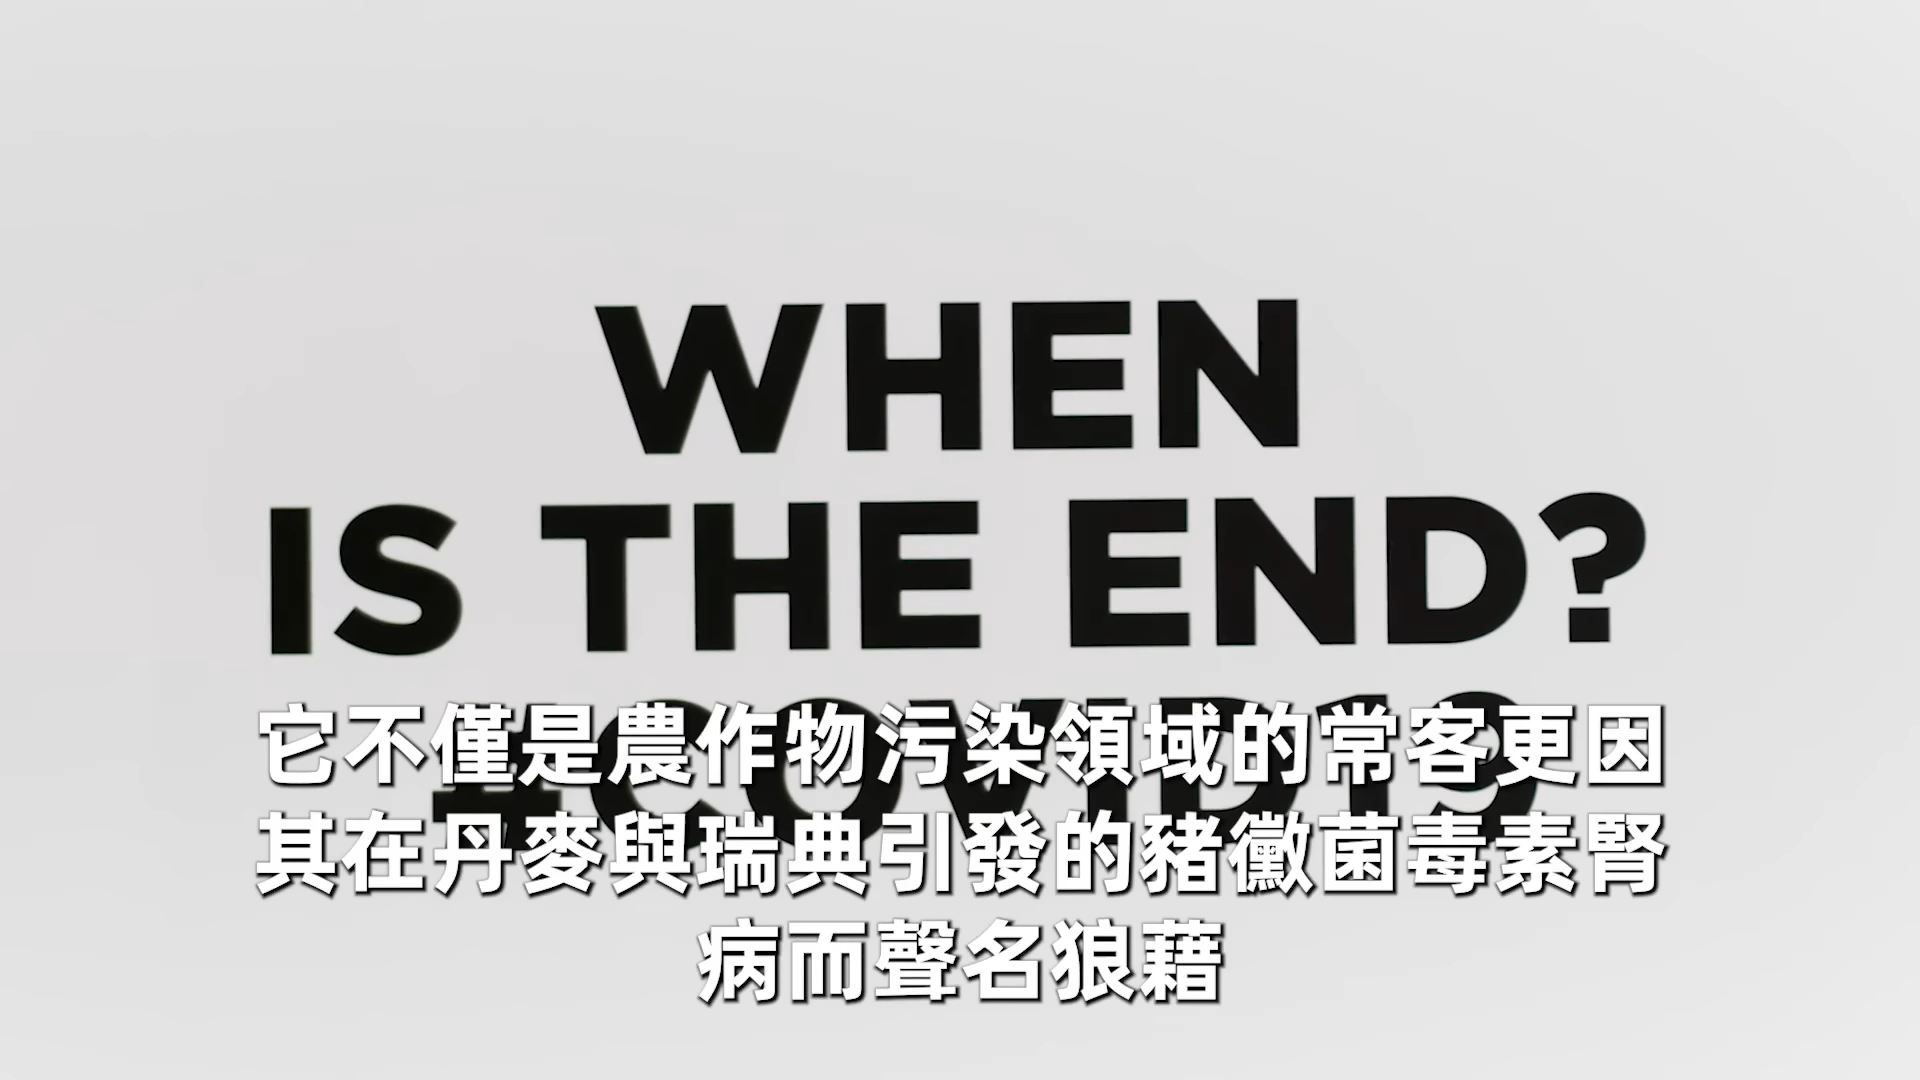 WHEN
IS THE END?
#COVID19
它不僅是農作物污染領域的常客更因
其在丹麥與瑞典引發的豬黴菌毒素腎
病而聲名狼藉